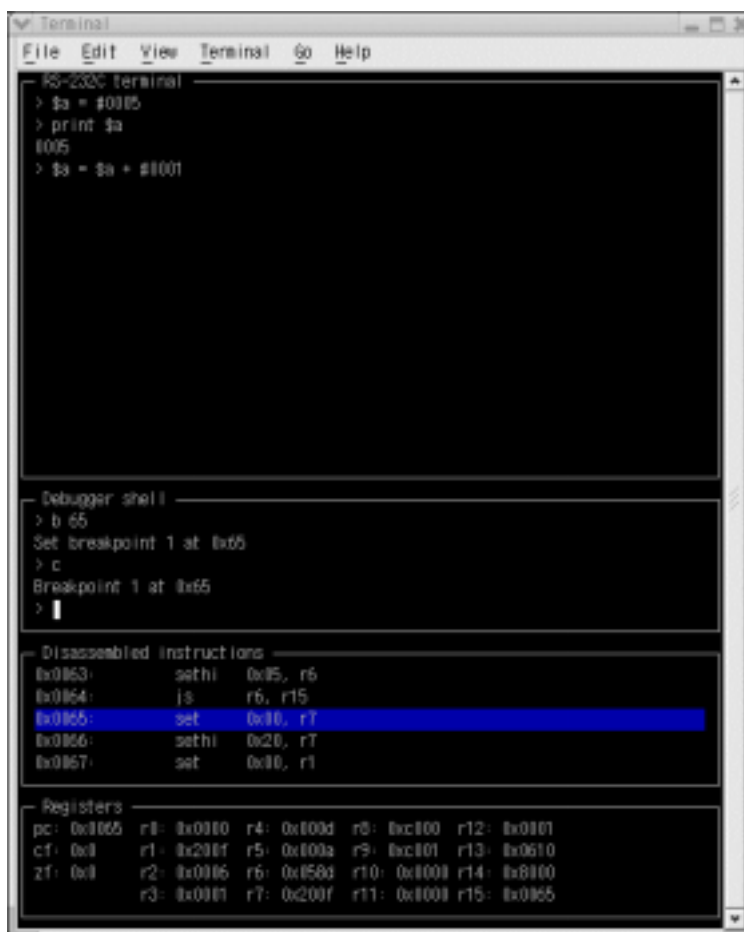 Terminal
File Edit View Terminal Go Help
RS-232C terminal
> $a = #0005
> print $a
0005
> $a = $a + #0001
Debugger shell
> b 65
Set breakpoint 1 at 0x65
> c
Breakpoint 1 at 0x65
>
Disassembled instructions
0x0063: sethi 0x05, r6
0x0064: js r6, r15
0x0065: set 0x00, r7
0x0066: sethi 0x20, r7
0x0067: set 0x00, r1
Registers
pc: 0x0065 r0: 0x0000 r4: 0x000d r8: 0xc000 r12: 0x0001
cf: 0x0 r1: 0x200f r5: 0x000a r9: 0xc001 r13: 0x0610
zf: 0x0 r2: 0x0006 r6: 0x058d r10: 0x0000 r14: 0x8000
r3: 0x0001 r7: 0x200f r11: 0x0000 r15: 0x0065